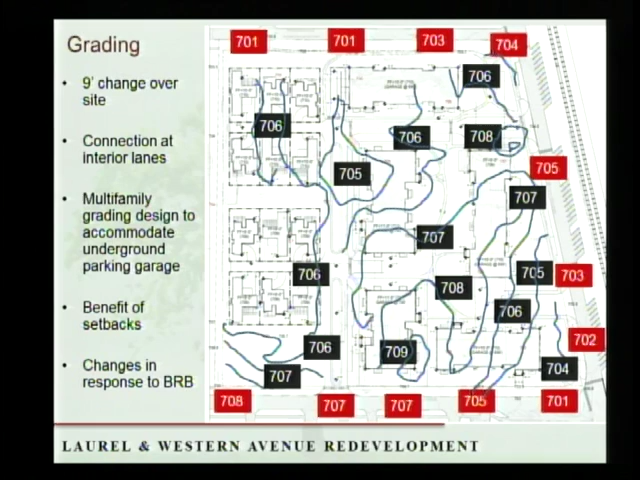 Grading
• 9' change over
site
• Connection at
interior lanes
• Multifamily
grading design to
accommodate
underground
parking garage
• Benefit of
setbacks
• Changes in
response to BRB
701 701 703 704
706
706 706 708
705 705
707
707
706 705 703
708
706
706 702
709
707 704
708 707 707 705 701
LAUREL & WESTERN AVENUE REDEVELOPMENT